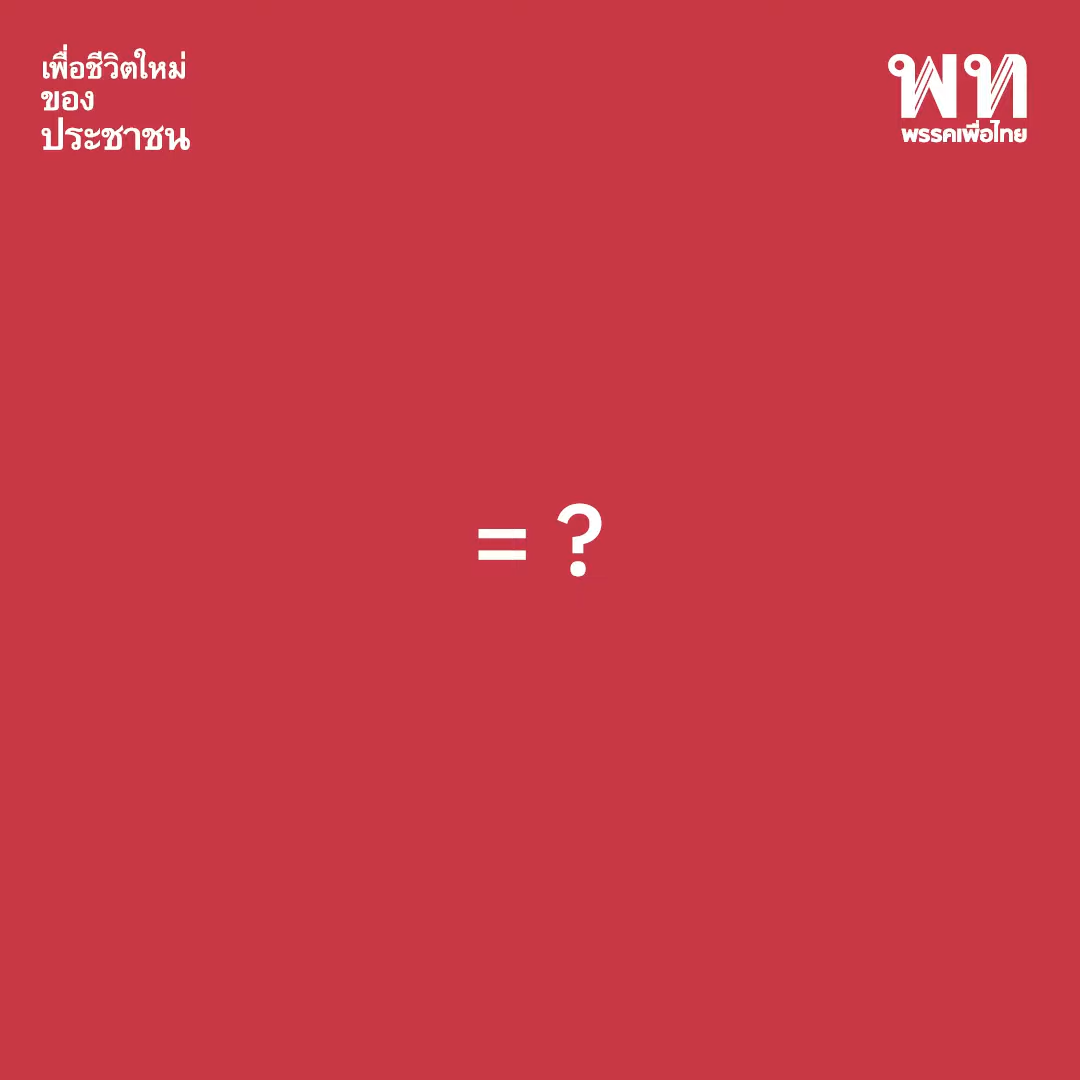 เพื่อชีวิตใหม่
ของ
ประชาชน
พท
พรรคเพื่อไทย
= ?